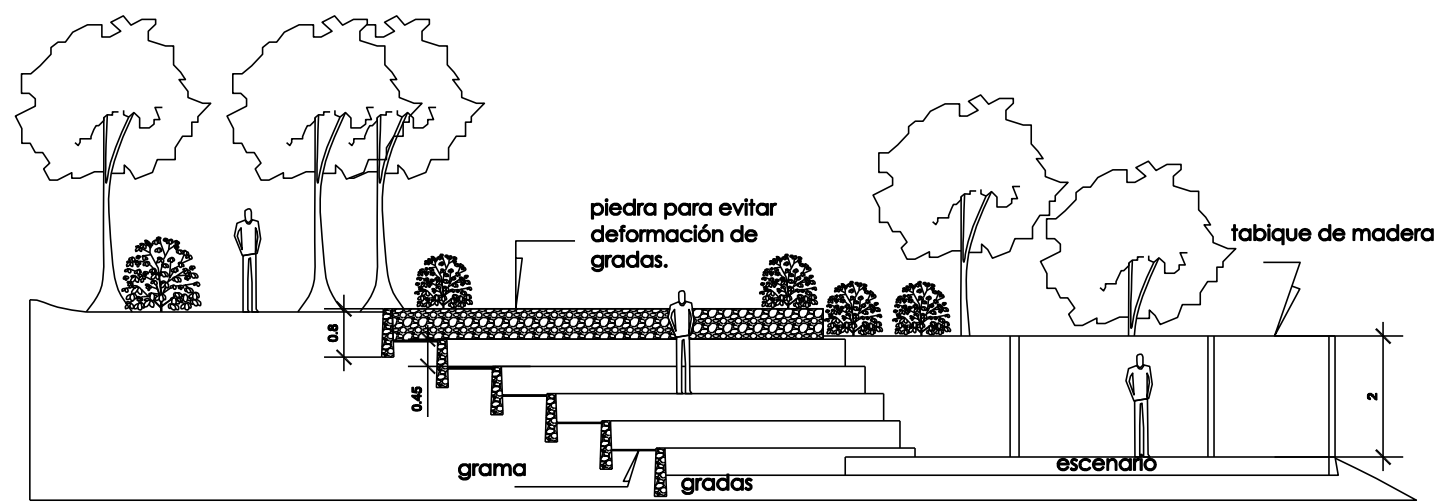 piedra para evitar
deformación de
gradas.
tabique de madera
0.8
0.45
2
grama
gradas
escenario